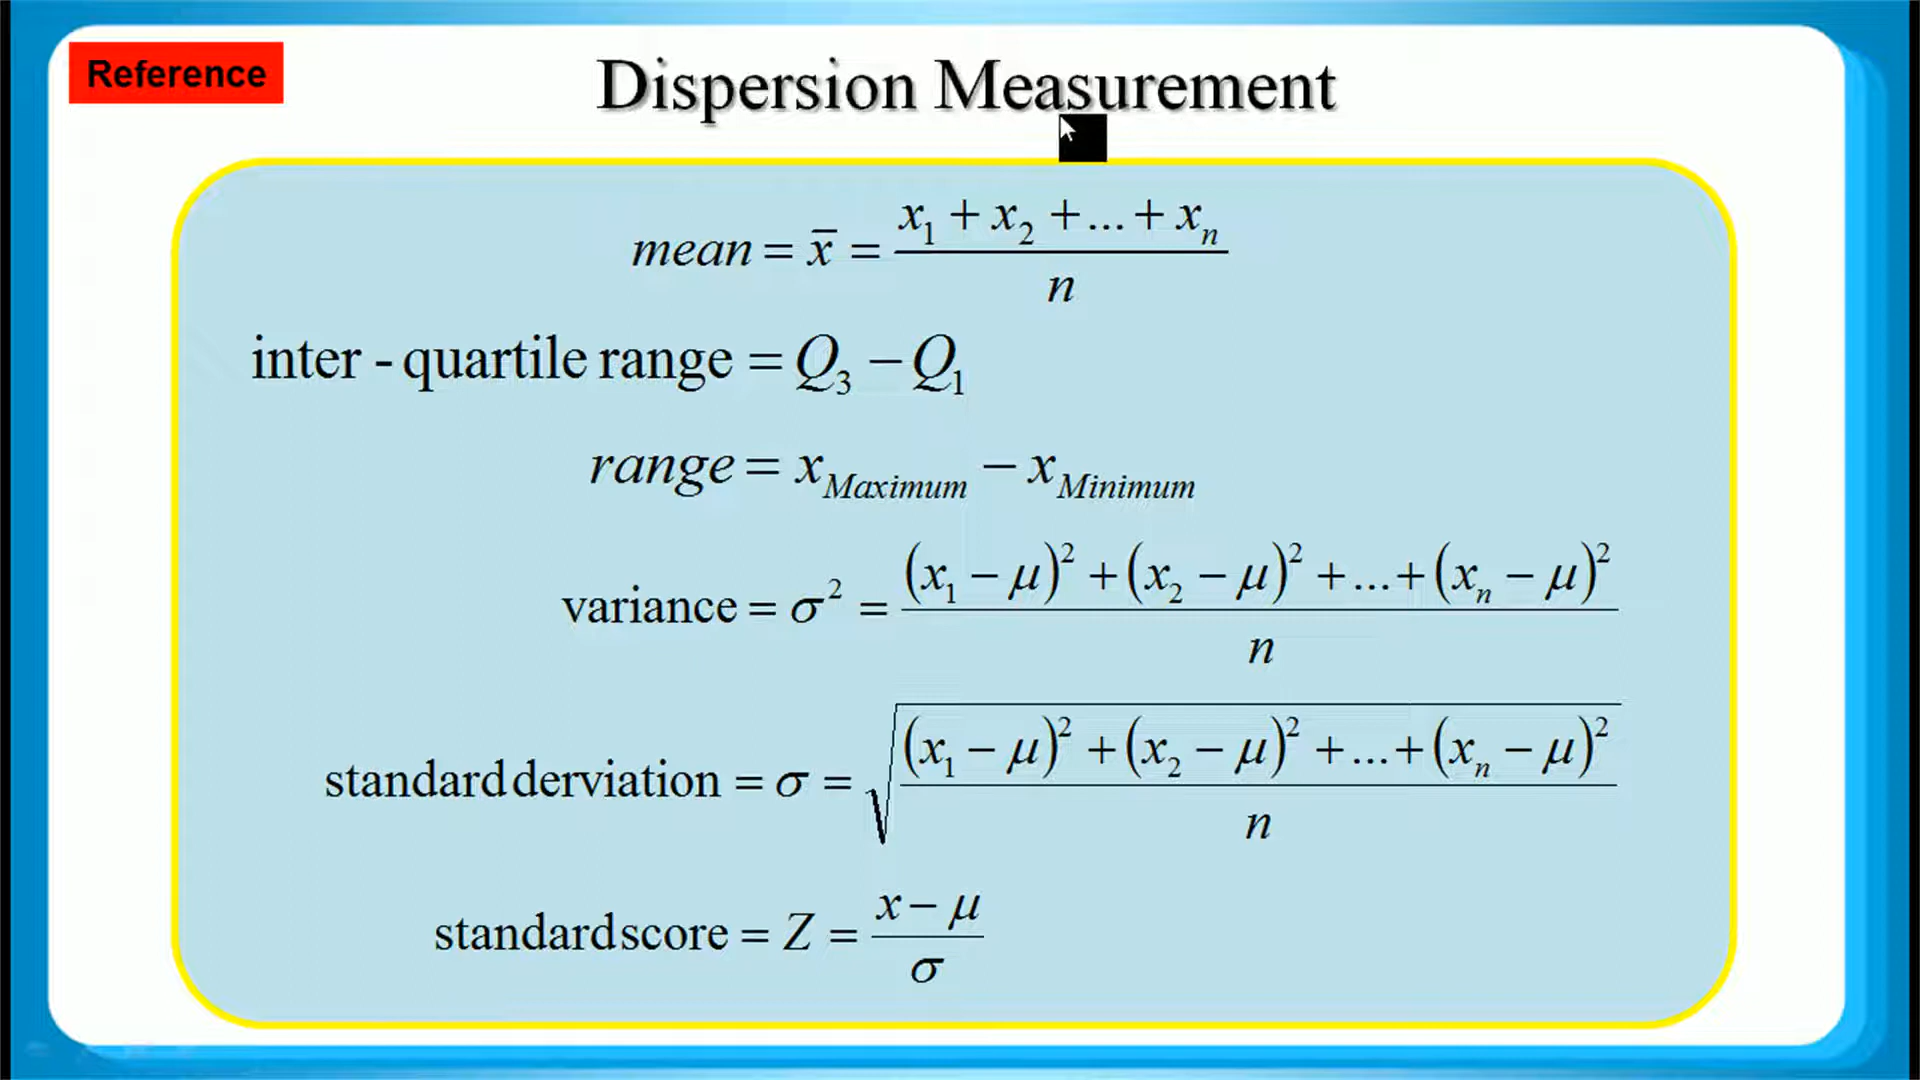 Reference
Dispersion Measurement
mean = x̄ = (x₁ + x₂ + ... + xₙ) / n
inter - quartile range = Q₃ − Q₁
range = x_Maximum − x_Minimum
variance = σ² = ((x₁ − μ)² + (x₂ − μ)² + ... + (xₙ − μ)²) / n
standard derviation = σ = √(((x₁ − μ)² + (x₂ − μ)² + ... + (xₙ − μ)²) / n)
standard score = Z = (x − μ) / σ